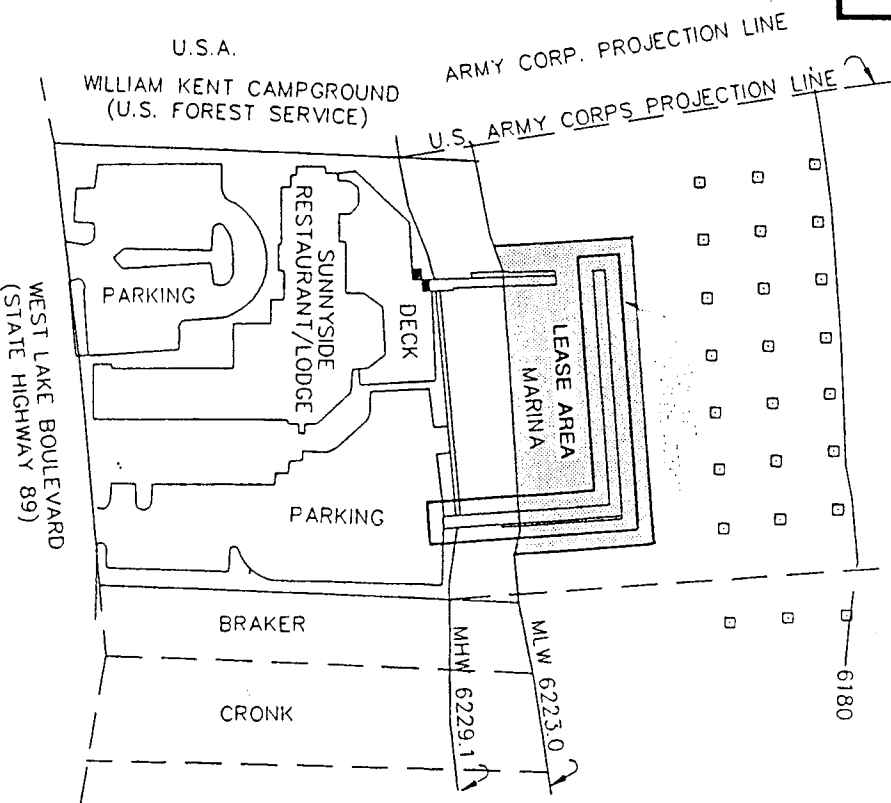 U.S.A.
WILLIAM KENT CAMPGROUND
(U.S. FOREST SERVICE)
ARMY CORP. PROJECTION LINE
U.S. ARMY CORPS PROJECTION LINE
PARKING
SUNNYSIDE
RESTAURANT/LODGE
DECK
LEASE AREA
MARINA
WEST LAKE BOULEVARD
(STATE HIGHWAY 89)
PARKING
BRAKER
CRONK
MHW 6229.1
MLW 6223.0
6180